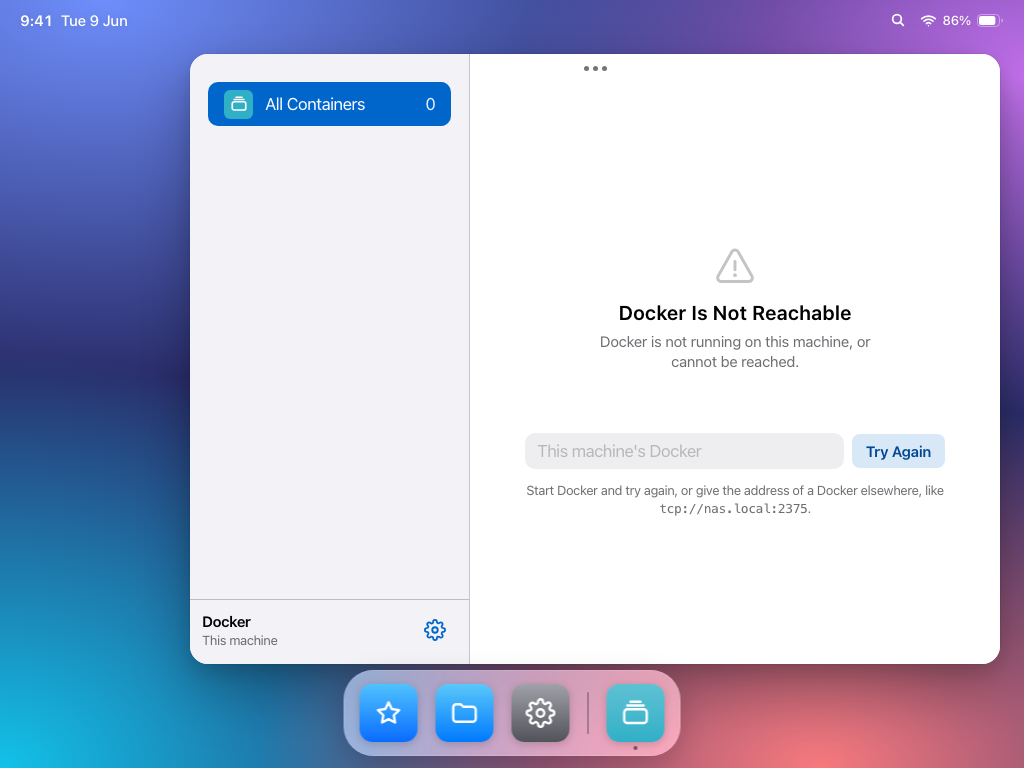 9:41 Tue 9 Jun
86%
All Containers 0
Docker Is Not Reachable
Docker is not running on this machine, or
cannot be reached.
This machine's Docker
Try Again
Start Docker and try again, or give the address of a Docker elsewhere, like
tcp://nas.local:2375.
Docker
This machine